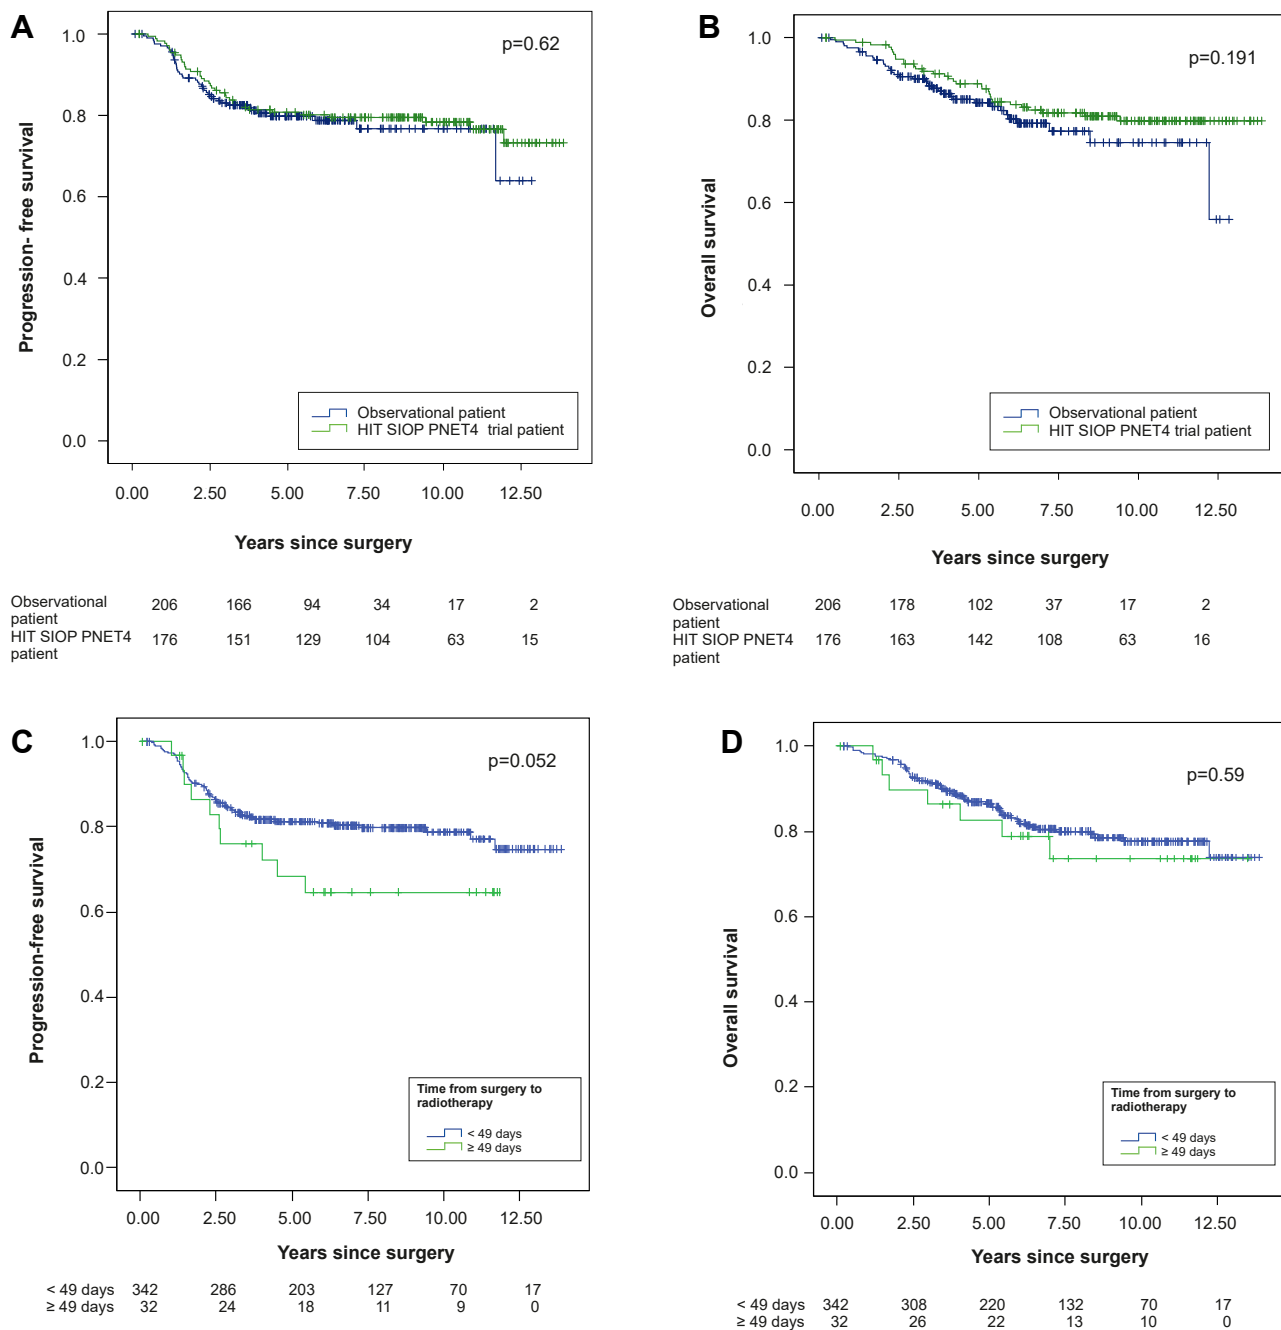 A
p=0.62
1.0
0.8
0.6
0.4
0.2
0.0
Progression- free survival
Observational patient
HIT SIOP PNET4 trial patient
0.00 2.50 5.00 7.50 10.00 12.50
Years since surgery
Observational
patient
206 166 94 34 17 2
HIT SIOP PNET4
patient
176 151 129 104 63 15
B
p=0.191
1.0
0.8
0.6
0.4
0.2
0.0
Overall survival
Observational patient
HIT SIOP PNET4 trial patient
0.00 2.50 5.00 7.50 10.00 12.50
Years since surgery
Observational
patient
206 178 102 37 17 2
HIT SIOP PNET4
patient
176 163 142 108 63 16
C
p=0.052
1.0
0.8
0.6
0.4
0.2
0.0
Progression-free survival
Time from surgery to
radiotherapy
< 49 days
≥ 49 days
0.00 2.50 5.00 7.50 10.00 12.50
Years since surgery
< 49 days 342 286 203 127 70 17
≥ 49 days 32 24 18 11 9 0
D
p=0.59
1.0
0.8
0.6
0.4
0.2
0.0
Overall survival
Time from surgery to
radiotherapy
< 49 days
≥ 49 days
0.00 2.50 5.00 7.50 10.00 12.50
Years since surgery
< 49 days 342 308 220 132 70 17
≥ 49 days 32 26 22 13 10 0